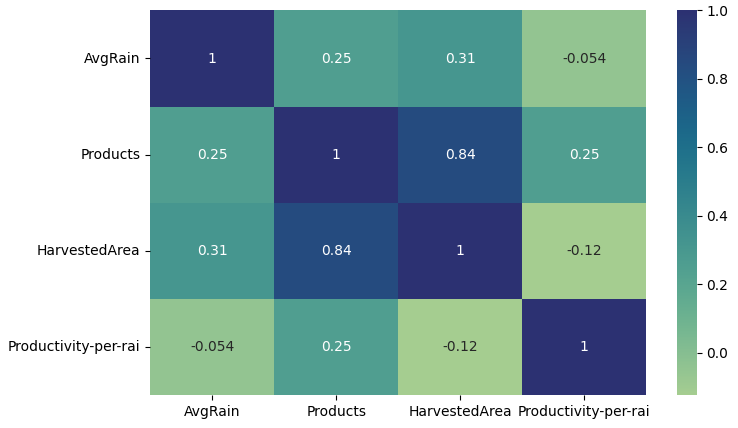 AvgRain 1 0.25 0.31 -0.054
Products 0.25 1 0.84 0.25
HarvestedArea 0.31 0.84 1 -0.12
Productivity-per-rai -0.054 0.25 -0.12 1
AvgRain Products HarvestedArea Productivity-per-rai
1.0
0.8
0.6
0.4
0.2
0.0